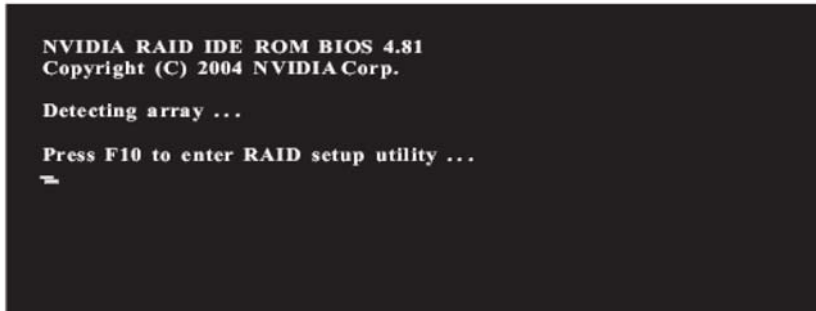 NVIDIA RAID IDE ROM BIOS 4.81
Copyright (C) 2004 NVIDIA Corp.
Detecting array ...
Press F10 to enter RAID setup utility ...